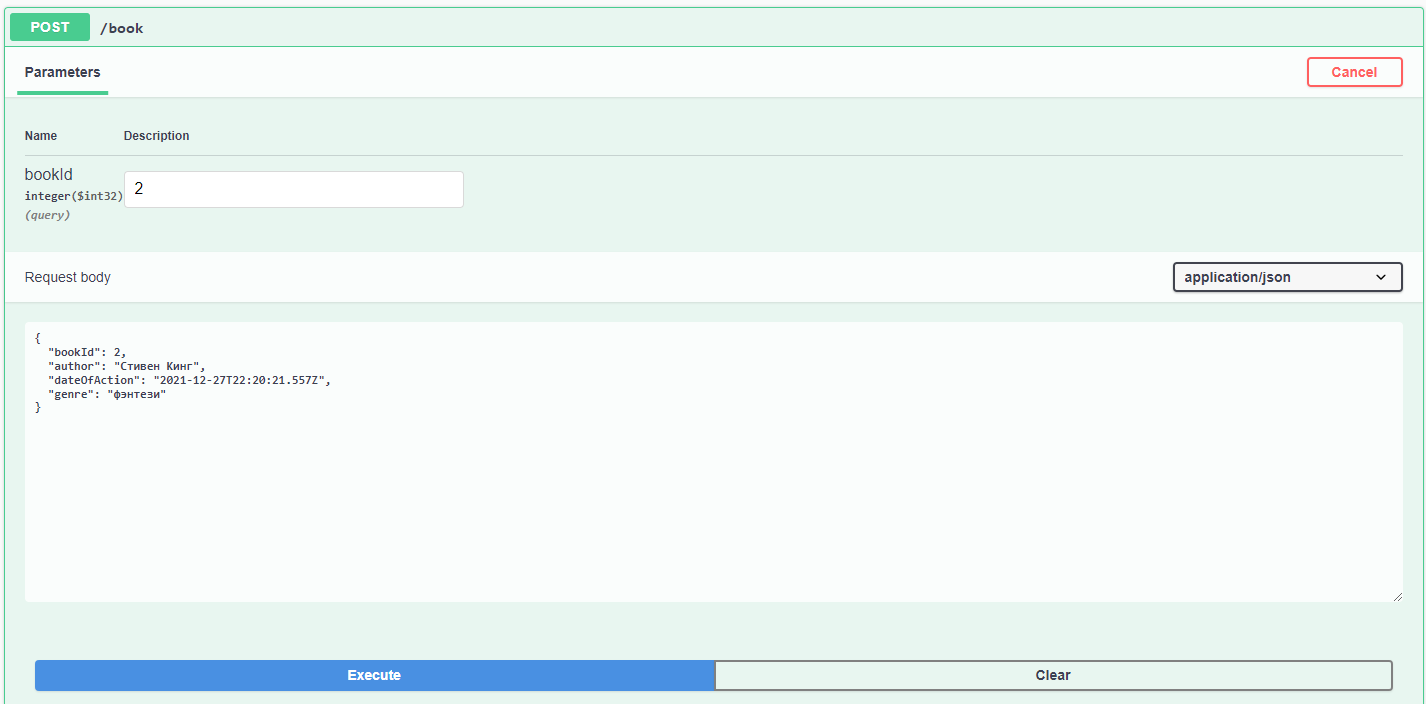 POST /book
Parameters
Cancel
Name Description
bookId
integer($int32)
(query)
2
Request body
application/json
{
  "bookId": 2,
  "author": "Стивен Кинг",
  "dateOfAction": "2021-12-27T22:20:21.557Z",
  "genre": "фэнтези"
}
Execute
Clear